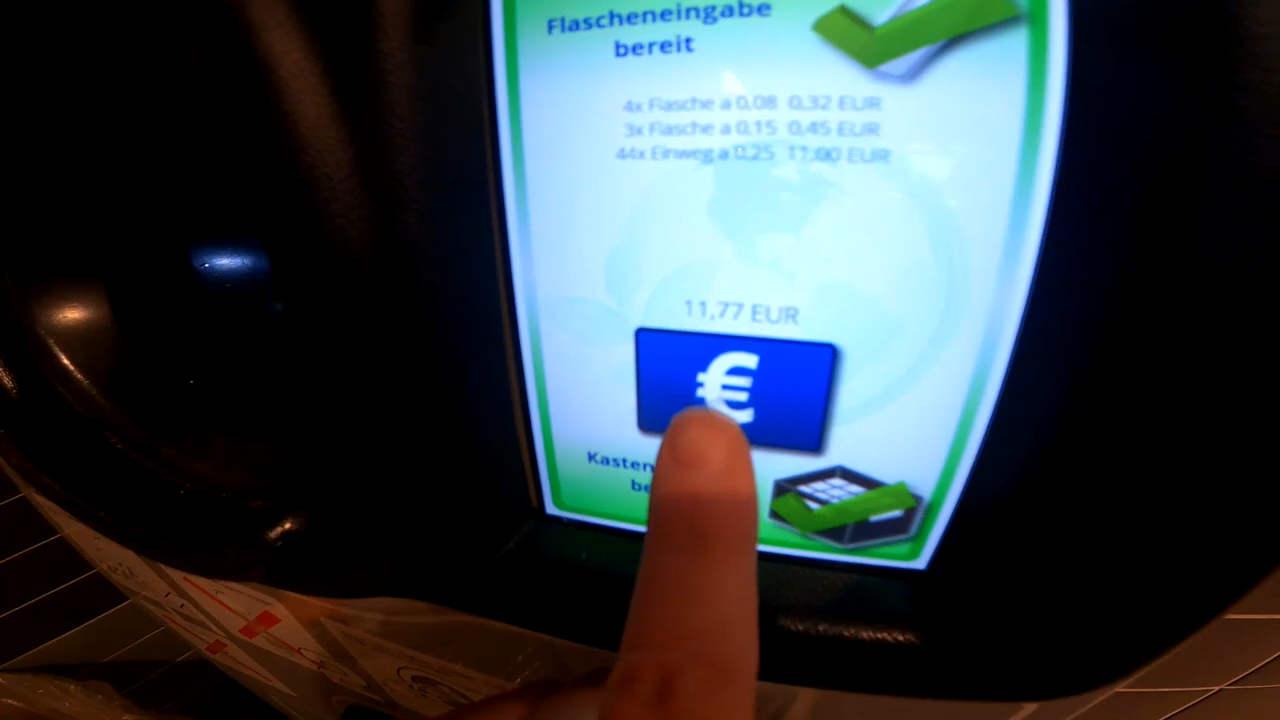 Flascheneingabe
bereit
4x Flasche a 0,08 0,32 EUR
3x Flasche a 0,15 0,45 EUR
44x Einweg a 0,25 11,00 EUR
11,77 EUR
€
Kasten
be